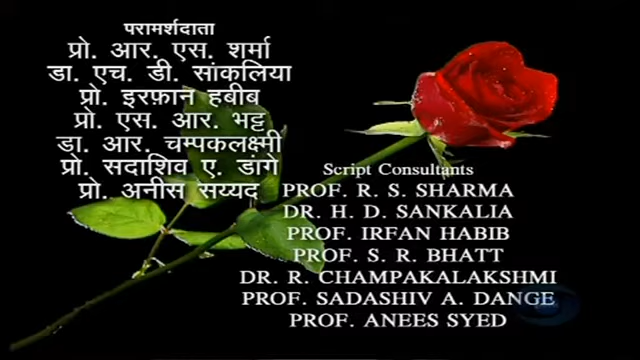 परामर्शदाता
प्रो. आर. एस. शर्मा
डा. एच. डी. सांकलिया
प्रो. इरफ़ान हबीब
प्रो. एस. आर. भट्ट
डा. आर. चम्पकलक्ष्मी
प्रो. सदाशिव ए. डांगे
प्रो. अनीस सय्यद
Script Consultants
PROF. R. S. SHARMA
DR. H. D. SANKALIA
PROF. IRFAN HABIB
PROF. S. R. BHATT
DR. R. CHAMPAKALAKSHMI
PROF. SADASHIV A. DANGE
PROF. ANEES SYED